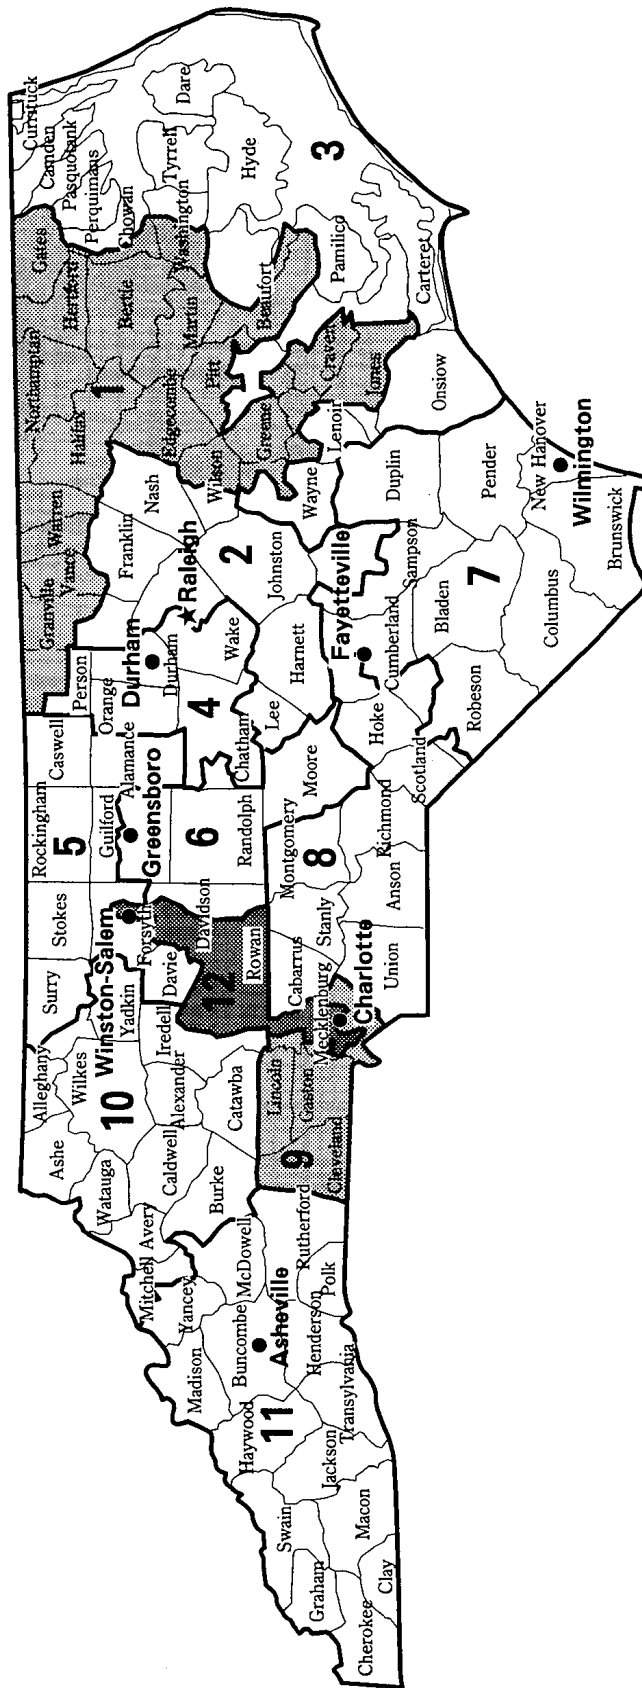 Cherokee
Graham
Clay
Swain
Macon
Jackson
Haywood
11
Transylvania
Madison
Buncombe
Asheville
Henderson
Yancey
Mitchell
McDowell
Polk
Rutherford
Avery
Watauga
Burke
Caldwell
Ashe
Alleghany
Wilkes
10
Alexander
Catawba
Cleveland
9
Lincoln
Gaston
Iredell
Surry
Yadkin
Winston-Salem
Davie
Forsyth
12
Rowan
Mecklenburg
Charlotte
Cabarrus
Union
Stanly
Stokes
Davidson
Anson
Rockingham
5
Guilford
Greensboro
6
Randolph
Montgomery
8
Richmond
Caswell
Alamance
Chatham
Moore
Scotland
Hoke
Person
Orange
Durham
Durham
4
Wake
Lee
Harnett
Fayetteville
Cumberland
Robeson
Granville
Vance
Warren
Franklin
Raleigh
2
Johnston
Sampson
Bladen
7
Columbus
Brunswick
Halifax
Northamptan
1
Nash
Edgecombe
Wilson
Wayne
Greene
Lenoir
Duplin
Pender
New Hanover
Wilmington
Hertford
Gates
Bertie
Martin
Pitt
Craven
Jones
Onsiow
Currituck
Camden
Pasquotank
Perquimans
Chowan
Washington
Tyrrell
Dare
Hyde
Beaufort
Pamilico
Carteret
3